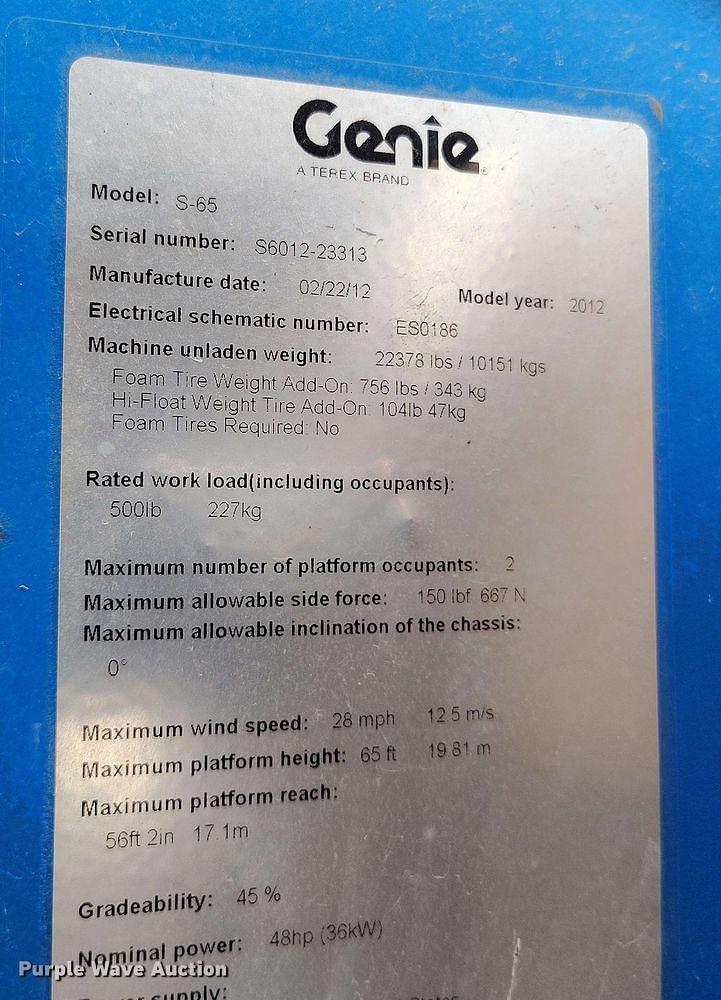 Genîe
A TEREX BRAND
Model: S-65
Serial number: S6012-23313
Manufacture date: 02/22/12 Model year: 2012
Electrical schematic number: ES0186
Machine unladen weight: 22378 lbs / 10151 kgs
Foam Tire Weight Add-On: 756 lbs / 343 kg
Hi-Float Weight Tire Add-On: 104lb 47kg
Foam Tires Required: No
Rated work load(including occupants):
500lb 227kg
Maximum number of platform occupants: 2
Maximum allowable side force: 150 lbf 667 N
Maximum allowable inclination of the chassis:
0°
Maximum wind speed: 28 mph 12.5 m/s
Maximum platform height: 65 ft 19.81 m
Maximum platform reach:
56ft 2in 17.1m
Gradeability: 45 %
Nominal power: 48hp (36kW)
Purple Wave Auction
supply: